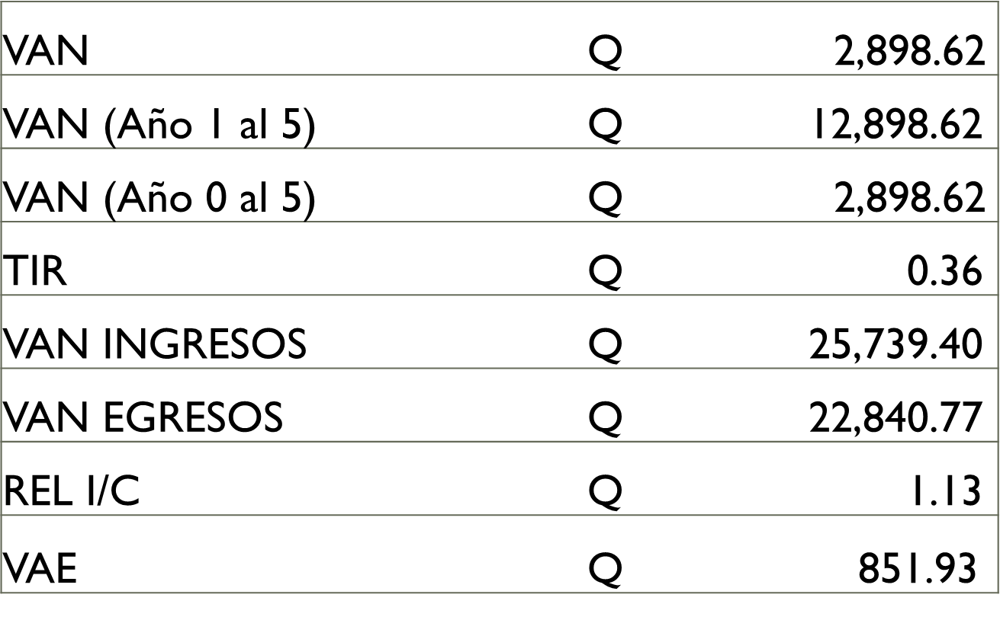 VAN Q 2,898.62
VAN (Año 1 al 5) Q 12,898.62
VAN (Año 0 al 5) Q 2,898.62
TIR Q 0.36
VAN INGRESOS Q 25,739.40
VAN EGRESOS Q 22,840.77
REL I/C Q 1.13
VAE Q 851.93